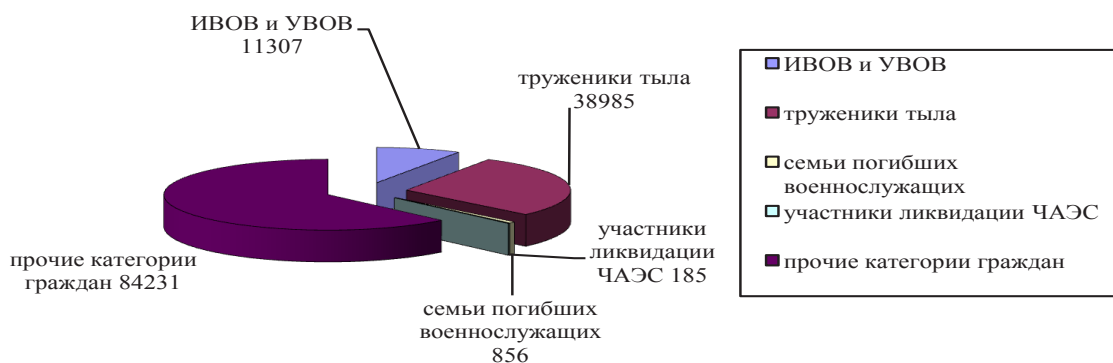 ИВОВ и УВОВ
11307
труженики тыла
38985
участники
ликвидации
ЧАЭС 185
семьи погибших
военнослужащих
856
прочие категории
граждан 84231
ИВОВ и УВОВ
труженики тыла
семьи погибших
военнослужащих
участники ликвидации ЧАЭС
прочие категории граждан